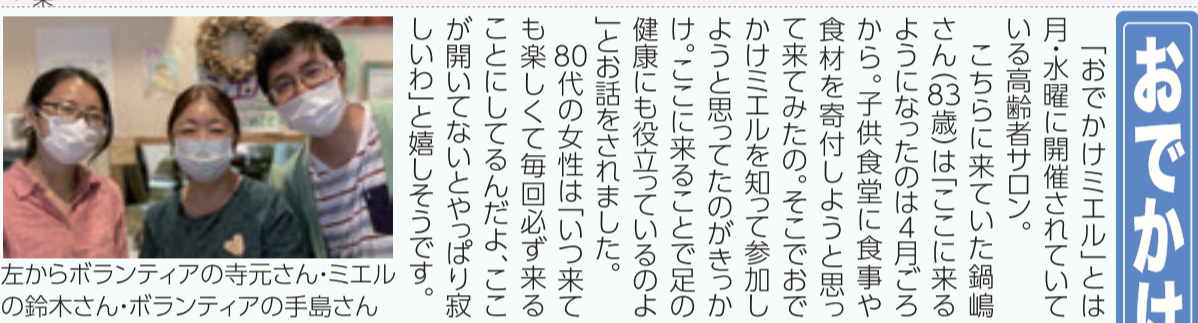 おでかけ
「おでかけミエル」とは
月・水曜に開催されていて
いる高齢者サロン。
こちらに来ていた鍋嶋
さん(83歳)は「ここに来る
ようになったのは4月ごろ
から。子供食堂に食事や
食材を寄付しようと思っ
て来てみたの。そこでおで
かけミエルを知って参加し
ようと思ってたのがきっか
け。ここに来ることで足の
健康にも役立っているのよ
」とお話をされました。
80代の女性は「いつ来て
も楽しくて毎回必ず来る
ことにしてるんだよ、ここ
が開いてないとやっぱり寂
しいわ」と嬉しそうです。
左からボランティアの寺元さん・ミエル
の鈴木さん・ボランティアの手島さん